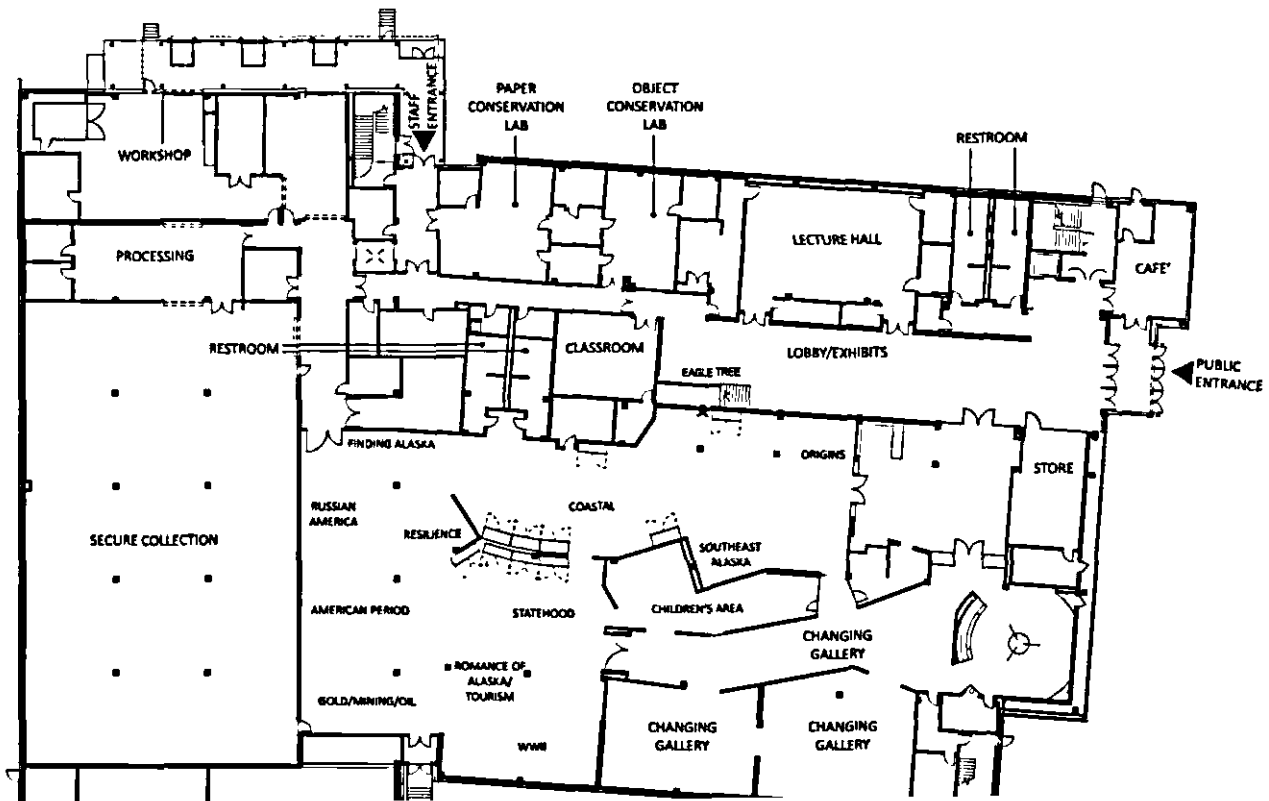 STAFF
ENTRANCE
PAPER
CONSERVATION
LAB
OBJECT
CONSERVATION
LAB
RESTROOM
WORKSHOP
LECTURE HALL
PROCESSING
CAFE'
RESTROOM
CLASSROOM
LOBBY/EXHIBITS
EAGLE TREE
PUBLIC
ENTRANCE
FINDING ALASKA
ORIGINS
STORE
RUSSIAN
AMERICA
RESILIENCE
COASTAL
SECURE COLLECTION
SOUTHEAST
ALASKA
AMERICAN PERIOD
STATEHOOD
CHILDREN'S AREA
CHANGING
GALLERY
ROMANCE OF
ALASKA/
TOURISM
GOLD/MINING/OIL
WWII
CHANGING
GALLERY
CHANGING
GALLERY